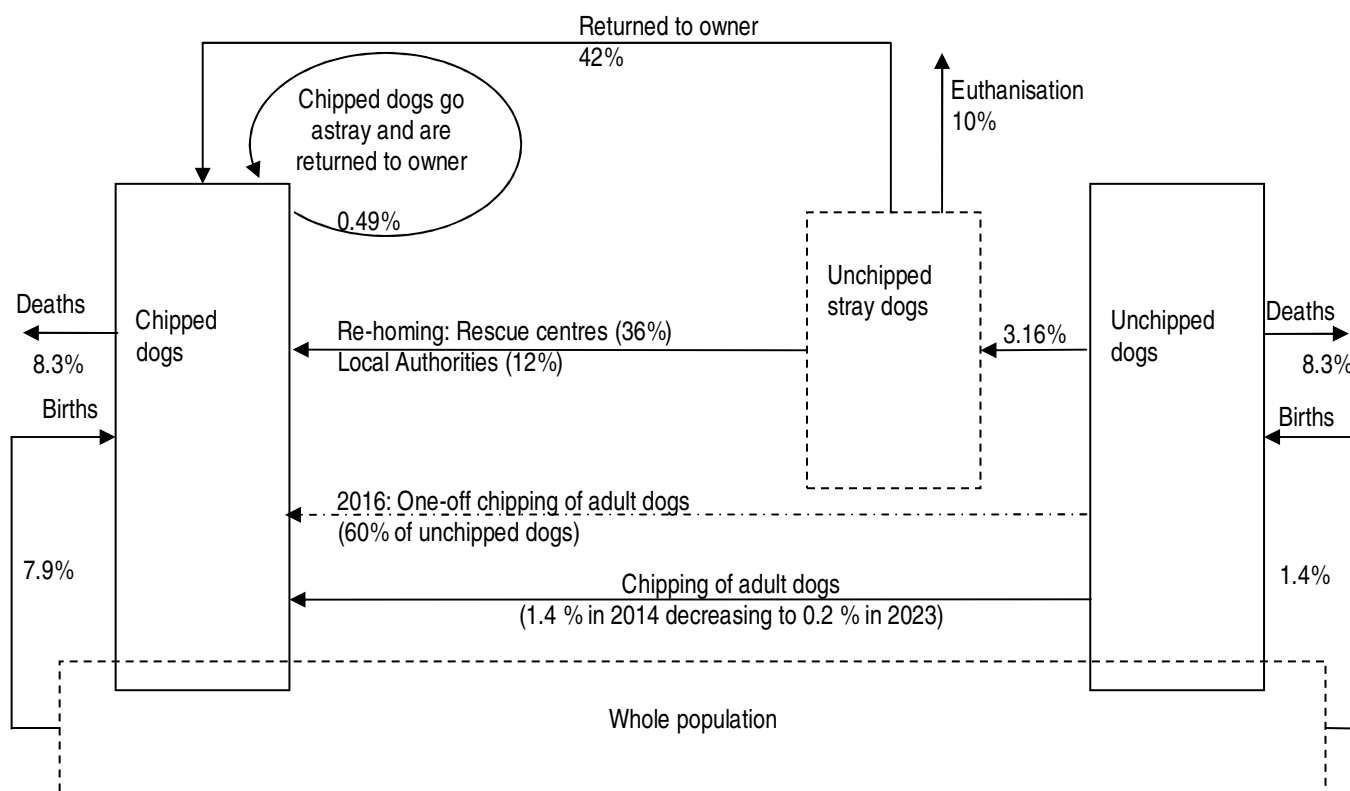 Returned to owner
42%
Chipped dogs go
astray and are
returned to owner
0.49%
Euthanisation
10%
Unchipped
stray dogs
Deaths
8.3%
Chipped
dogs
Re-homing: Rescue centres (36%)
Local Authorities (12%)
3.16%
Unchipped
dogs
Deaths
8.3%
Births
Births
2016: One-off chipping of adult dogs
(60% of unchipped dogs)
7.9%
Chipping of adult dogs
(1.4 % in 2014 decreasing to 0.2 % in 2023)
1.4%
Whole population